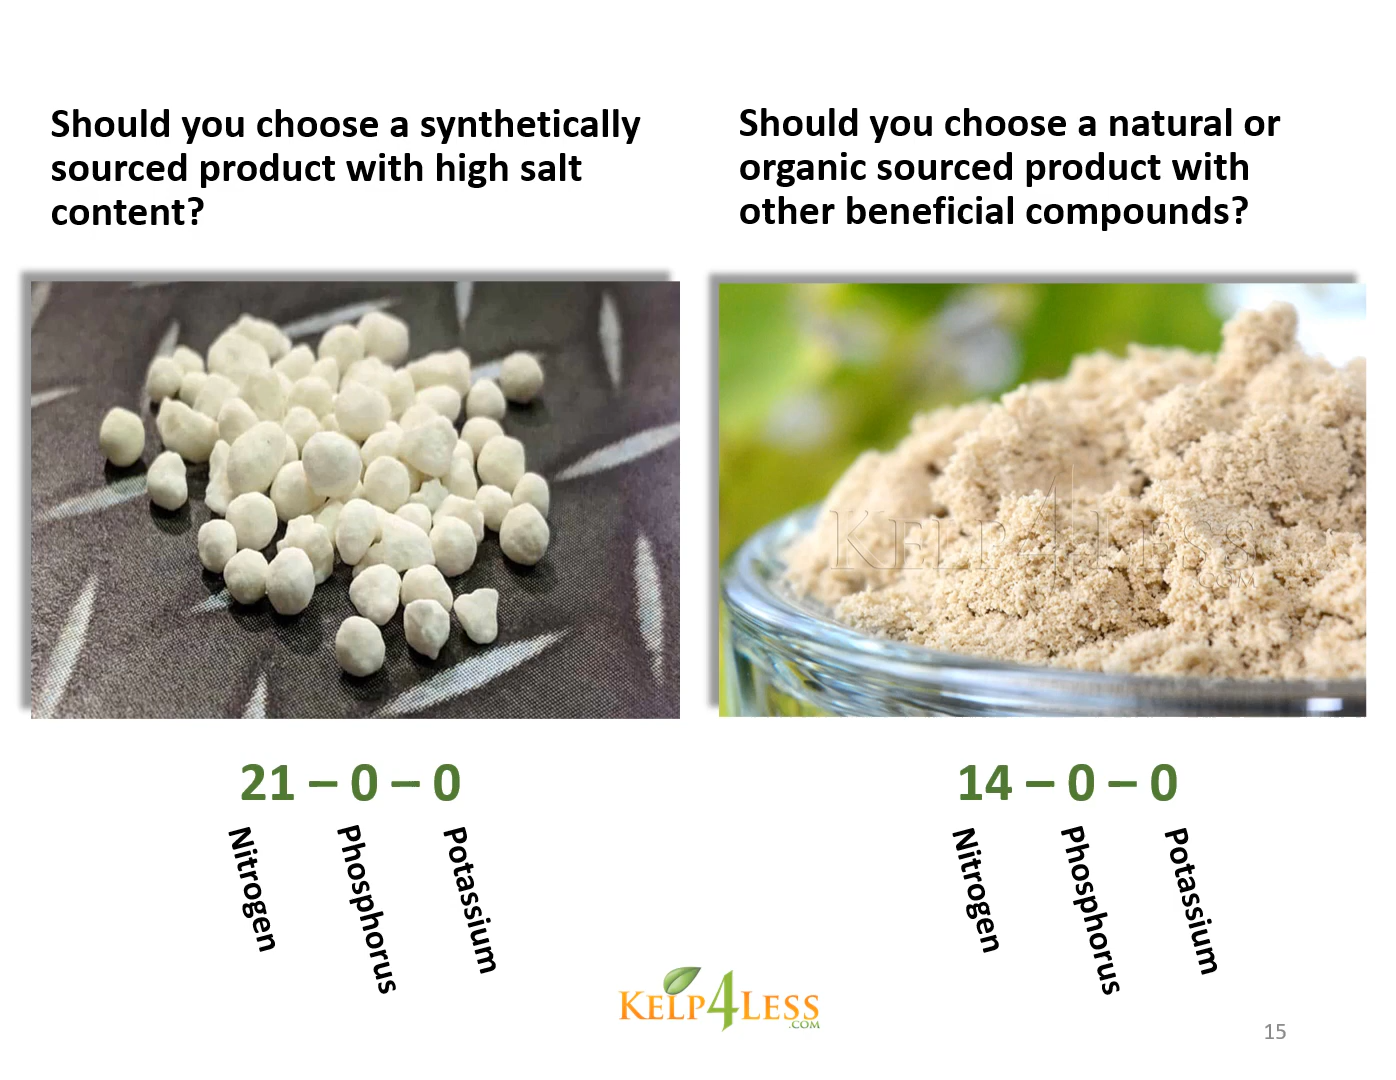 Should you choose a synthetically
sourced product with high salt
content?
Should you choose a natural or
organic sourced product with
other beneficial compounds?
KELP4LESS
.COM
21 – 0 – 0
Nitrogen
Phosphorus
Potassium
14 – 0 – 0
Nitrogen
Phosphorus
Potassium
KELP4LESS
.COM
15